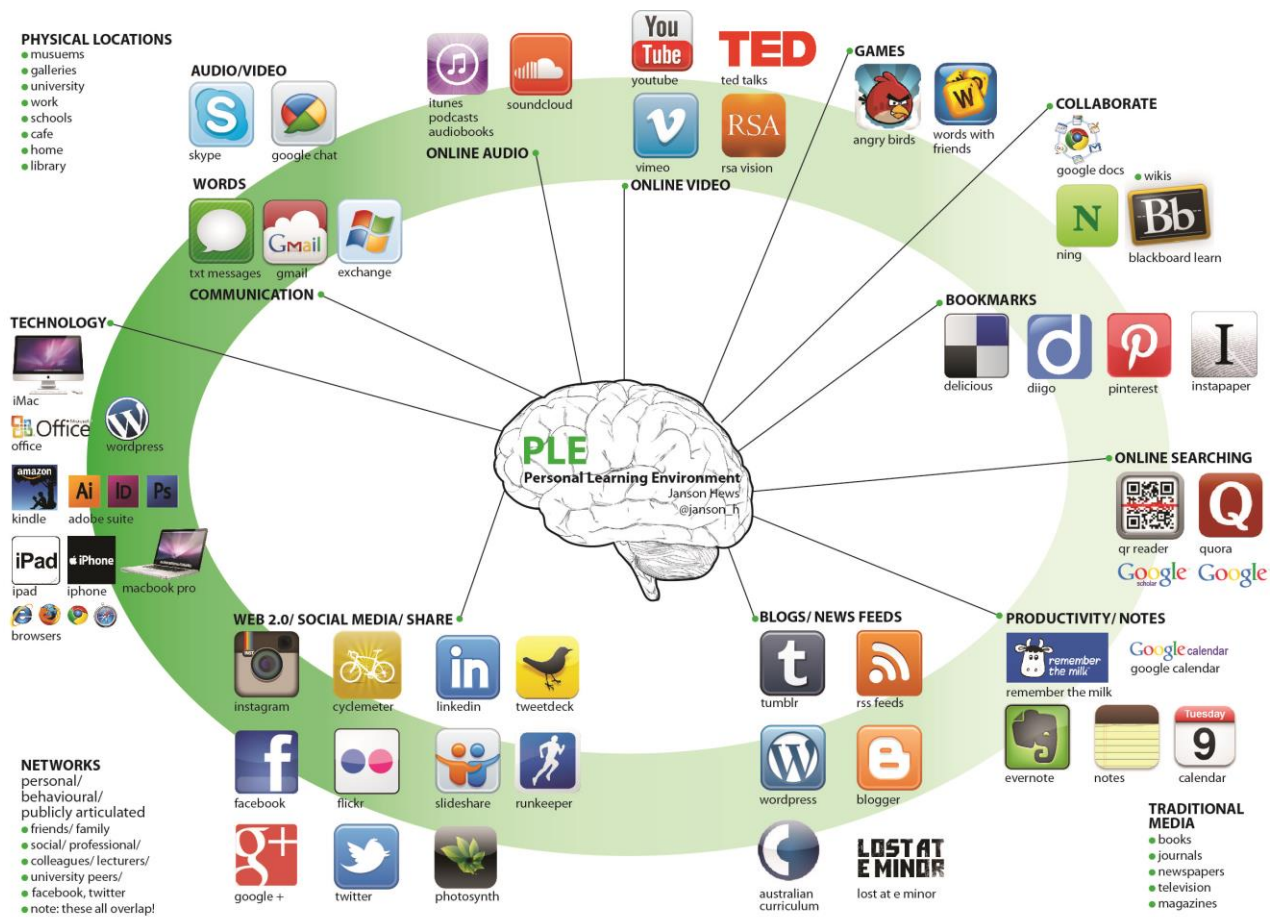 PHYSICAL LOCATIONS
musuems
galleries
university
work
schools
cafe
home
library
AUDIO/VIDEO
S
skype
google chat
WORDS
Gmail
txt messages
gmail
exchange
COMMUNICATION
itunes
podcasts
audiobooks
soundcloud
ONLINE AUDIO
You
Tube
youtube
TED
ted talks
v
vimeo
RSA
rsa vision
ONLINE VIDEO
GAMES
angry birds
W
words with
friends
COLLABORATE
google docs
wikis
N
ning
Bb
blackboard learn
BOOKMARKS
delicious
d
diigo
P
pinterest
I
instapaper
TECHNOLOGY
iMac
Office
office
wordpress
amazon
kindle
Ai
ID
Ps
adobe suite
iPad
ipad
iPhone
iphone
macbook pro
browsers
PLE
Personal Learning Environment
Janson Hews
@janson_h
ONLINE SEARCHING
qr reader
Q
quora
Google
scholar
Google
WEB 2.0/ SOCIAL MEDIA/ SHARE
instagram
cyclemeter
in
linkedin
tweetdeck
f
facebook
flickr
slideshare
runkeeper
g+
google +
twitter
photosynth
BLOGS/ NEWS FEEDS
t
tumblr
rss feeds
W
wordpress
blogger
australian
curriculum
LOST AT
E MINOR
lost at e minor
PRODUCTIVITY/ NOTES
remember
the milk
remember the milk
Google calendar
google calendar
evernote
notes
Tuesday
9
calendar
NETWORKS
personal/
behavioural/
publicly articulated
friends/ family
social/ professional/
colleagues/ lecturers/
university peers/
facebook, twitter
note: these all overlap!
TRADITIONAL
MEDIA
books
journals
newspapers
television
magazines